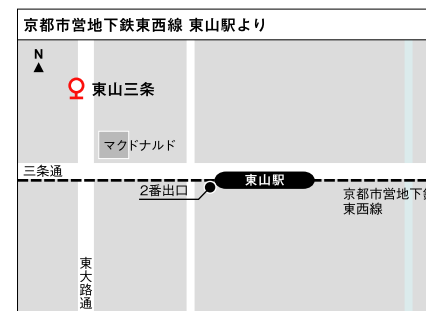 京都市営地下鉄東西線 東山駅より
N
東山三条
マクドナルド
三条通
東山駅
2番出口
京都市営地下鉄
東西線
東大路通